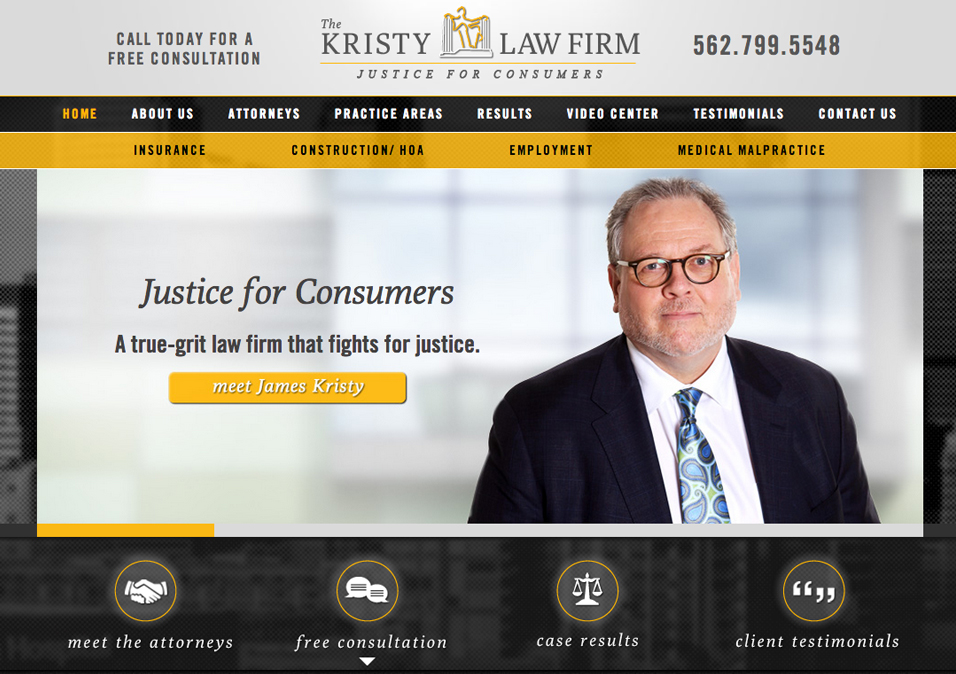 CALL TODAY FOR A
FREE CONSULTATION
The
KRISTY LAW FIRM
JUSTICE FOR CONSUMERS
562.799.5548
HOME ABOUT US ATTORNEYS PRACTICE AREAS RESULTS VIDEO CENTER TESTIMONIALS CONTACT US
INSURANCE CONSTRUCTION/ HOA EMPLOYMENT MEDICAL MALPRACTICE
Justice for Consumers
A true-grit law firm that fights for justice.
meet James Kristy
meet the attorneys free consultation case results client testimonials